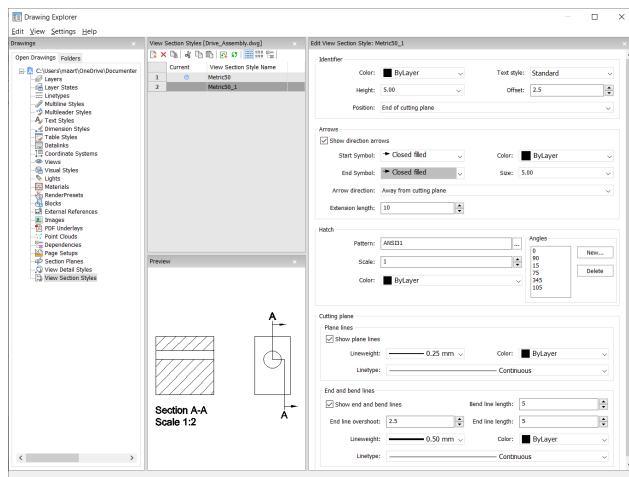 Drawing Explorer
Edit View Settings Help
Drawings
Open Drawings Folders
C:\Users\mzart\OneDrive\Documenter
Layers
Layer States
Linetypes
Multiline Styles
Multileader Styles
Text Styles
Dimension Styles
Table Styles
Datalinks
Coordinate Systems
Views
Visual Styles
Lights
Materials
RenderPresets
Blocks
External References
Images
PDF Underlays
Point Clouds
Dependencies
Page Setups
Section Planes
View Detail Styles
View Section Styles
View Section Styles [Drive_Assembly.dwg]
Current View Section Style Name
1 Metric50
2 Metric50_1
Preview
A
A
Section A-A
Scale 1:2
Edit View Section Style: Metric50_1
Identifier
Color: ByLayer Text style: Standard
Height: 5.00 Offset: 2.5
Position: End of cutting plane
Arrows
Show direction arrows
Start Symbol: Closed filled Color: ByLayer
End Symbol: Closed filled Size: 5.00
Arrow direction: Away from cutting plane
Extension length: 10
Hatch
Pattern: ANSI31 ...
Scale: 1
Color: ByLayer
Angles
0
90
15
75
345
105
New...
Delete
Cutting plane
Plane lines
Show plane lines
Lineweight: 0.25 mm Color: ByLayer
Linetype: Continuous
End and bend lines
Show end and bend lines Bend line length: 5
End line overshoot: 2.5 End line length: 5
Lineweight: 0.50 mm Color: ByLayer
Linetype: Continuous